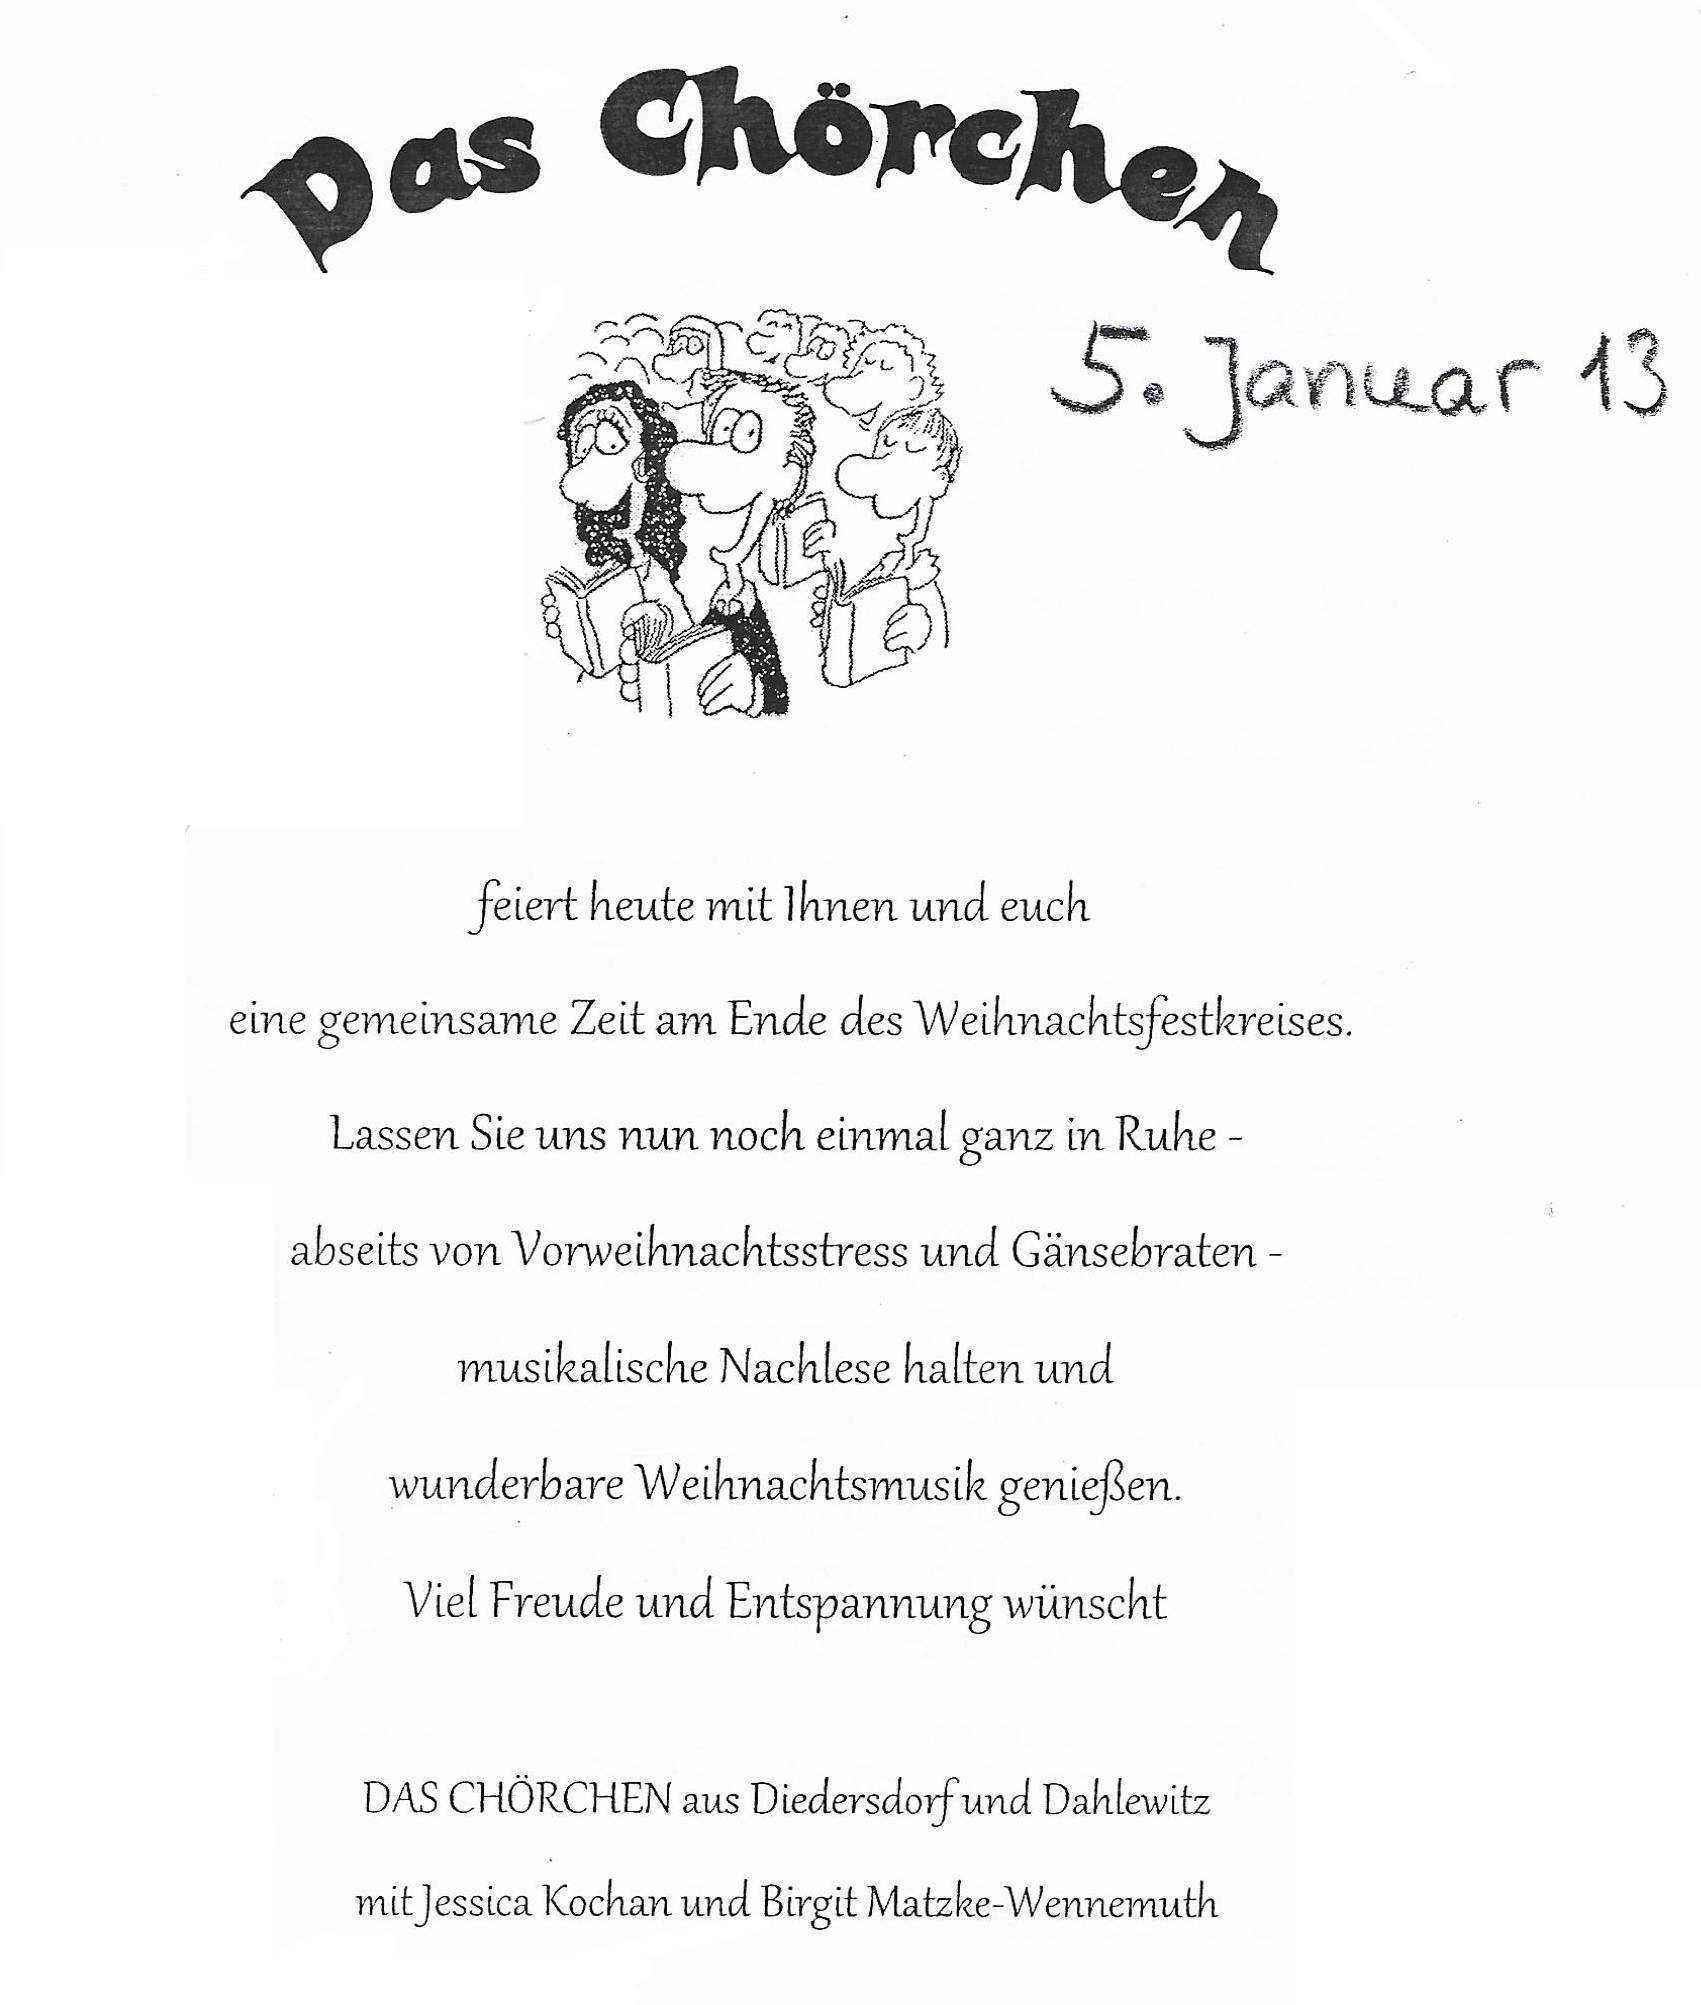 Das Chörchen
5. Januar 13
feiert heute mit Ihnen und euch
eine gemeinsame Zeit am Ende des Weihnachtsfestkreises.
Lassen Sie uns nun noch einmal ganz in Ruhe -
abseits von Vorweihnachtsstress und Gänsebraten -
musikalische Nachlese halten und
wunderbare Weihnachtsmusik genießen.
Viel Freude und Entspannung wünscht
DAS CHÖRCHEN aus Diedersdorf und Dahlewitz
mit Jessica Kochan und Birgit Matzke-Wennemuth